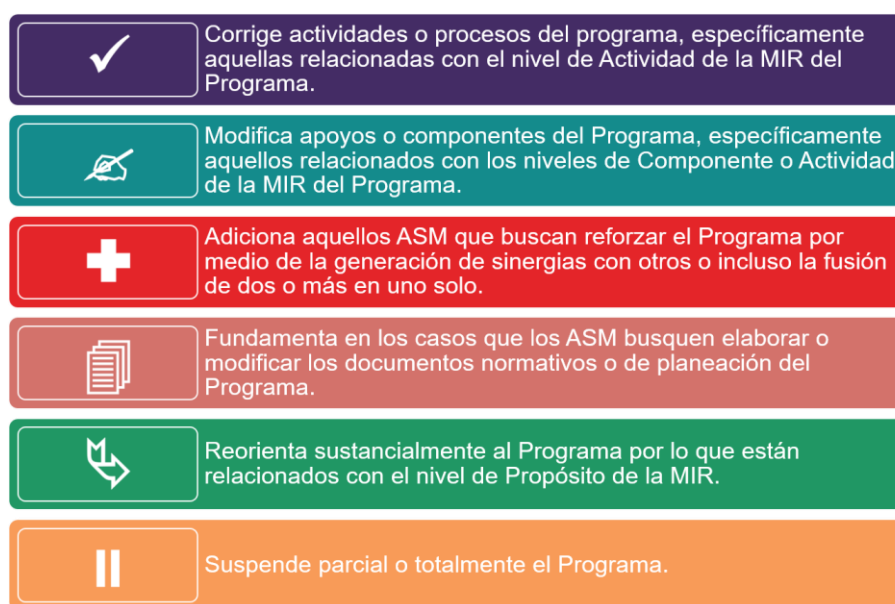 Corrige actividades o procesos del programa, específicamente
aquellas relacionadas con el nivel de Actividad de la MIR del
Programa.
Modifica apoyos o componentes del Programa, específicamente
aquellos relacionados con los niveles de Componente o Actividad
de la MIR del Programa.
Adiciona aquellos ASM que buscan reforzar el Programa por
medio de la generación de sinergias con otros o incluso la fusión
de dos o más en uno solo.
Fundamenta en los casos que los ASM busquen elaborar o
modificar los documentos normativos o de planeación del
Programa.
Reorienta sustancialmente al Programa por lo que están
relacionados con el nivel de Propósito de la MIR.
Suspende parcial o totalmente el Programa.